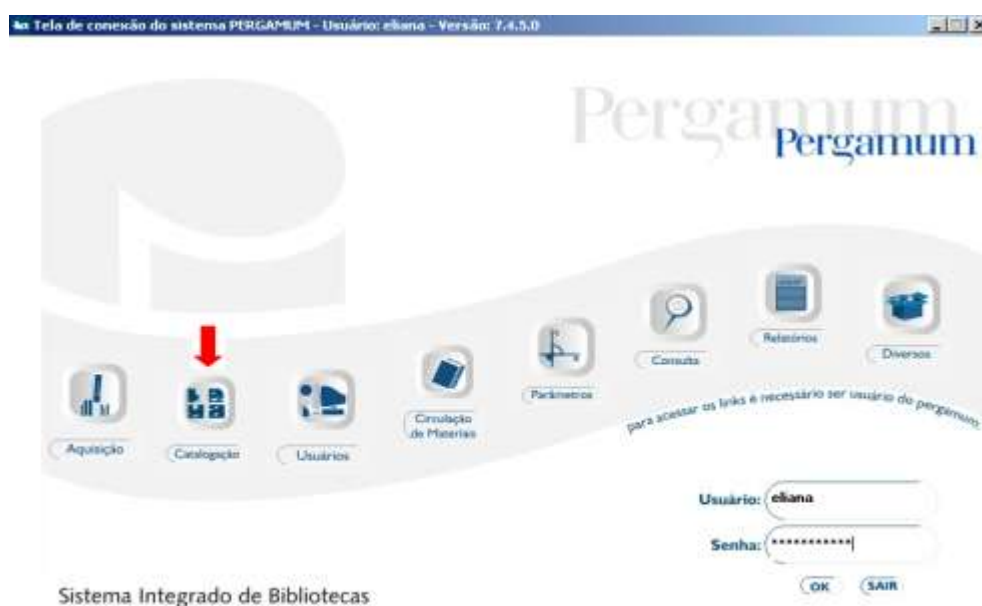 Tela de conexão do sistema PERGAMUM - Usuário: eliana - Versão: 7.4.5.0
Pergamum
Pergamum
Consulta
Relatórios
Diversos
Parâmetros
Circulação
de Materiais
Aquisição
Catalogação
Usuários
para acessar os links é necessário ser usuário do pergamum.
Usuário: eliana
Senha: ***********
OK SAIR
Sistema Integrado de Bibliotecas